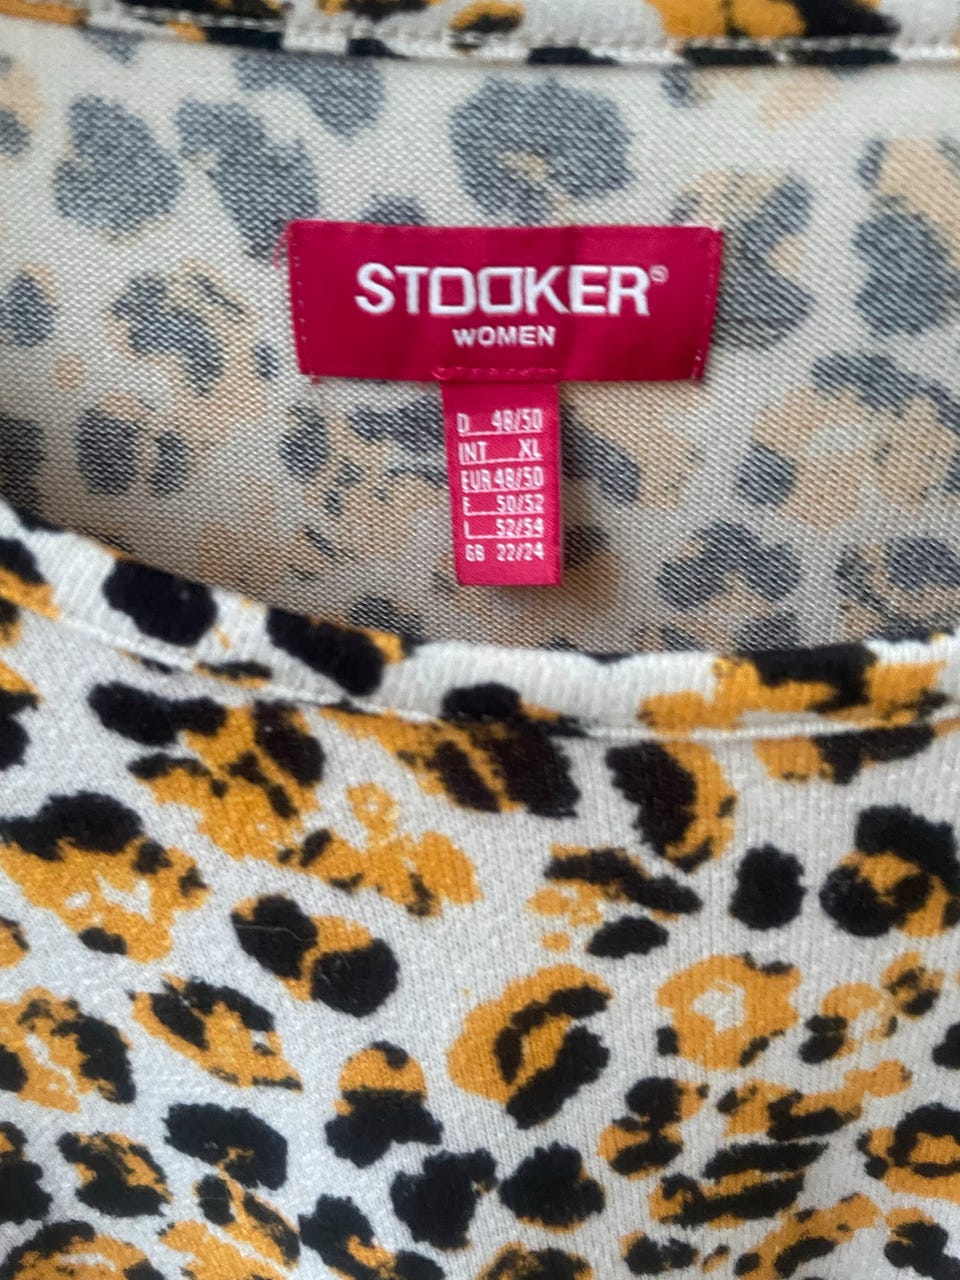 STOOKER®
WOMEN
D 48/50
INT XL
EUR 48/50
F 50/52
I 52/54
GB 22/24